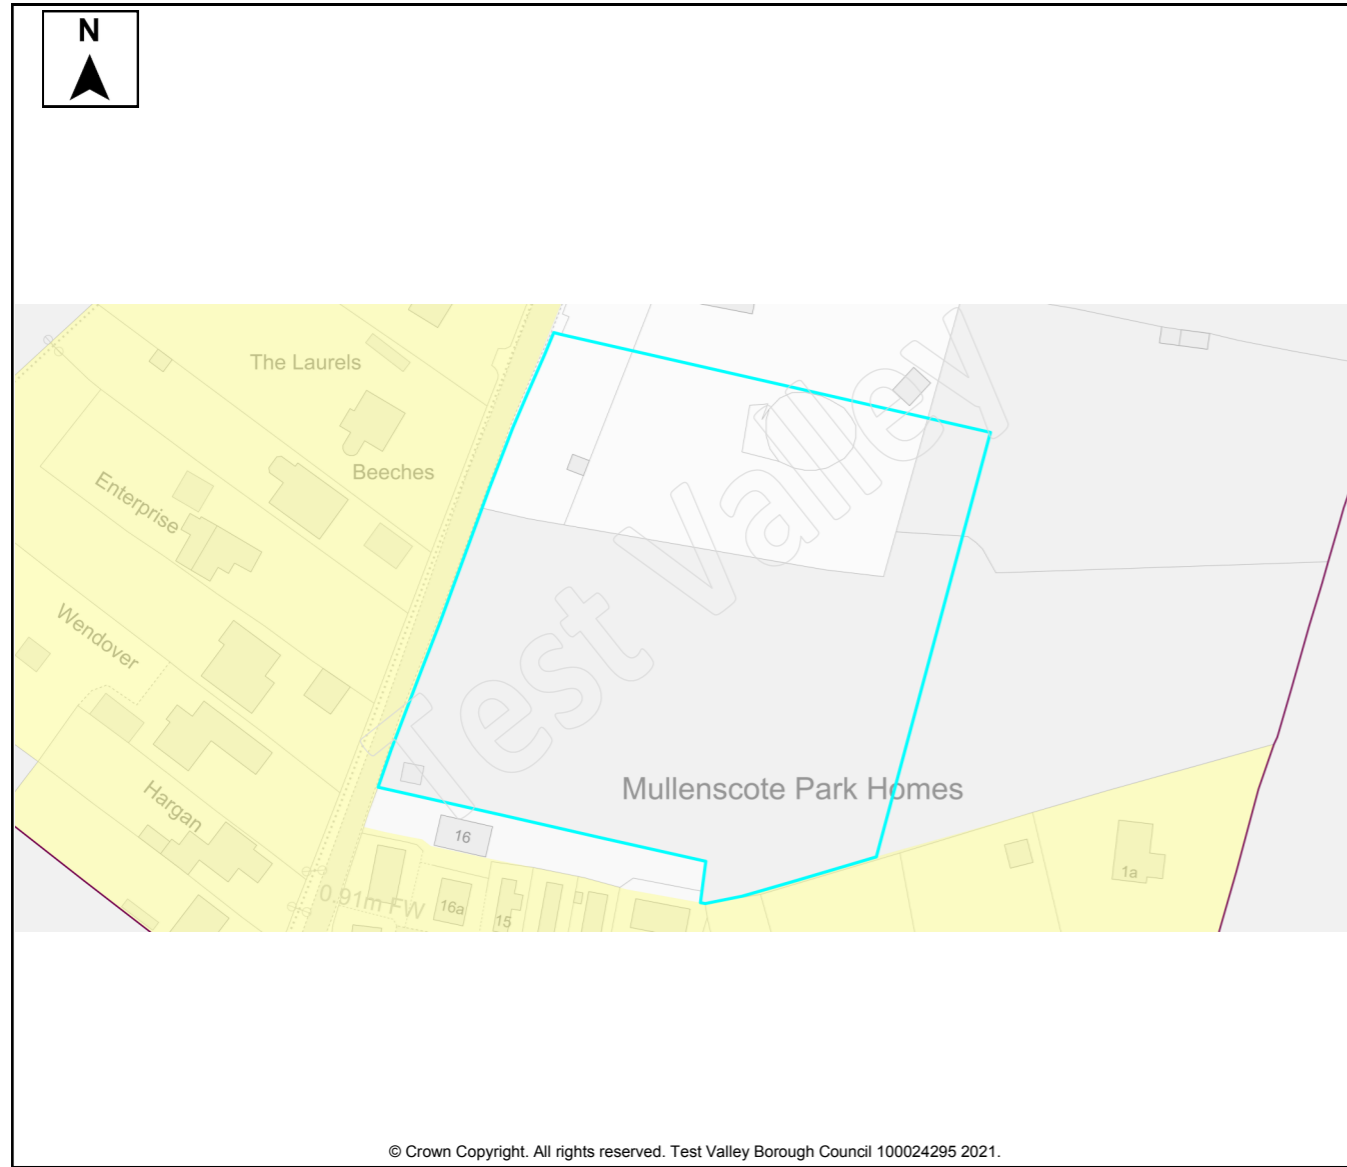 N
The Laurels
Beeches
Enterprise
Wendover
Hargan
Test Valley
Mullenscote Park Homes
16
0.91m FW
16a
15
1a
© Crown Copyright. All rights reserved. Test Valley Borough Council 100024295 2021.